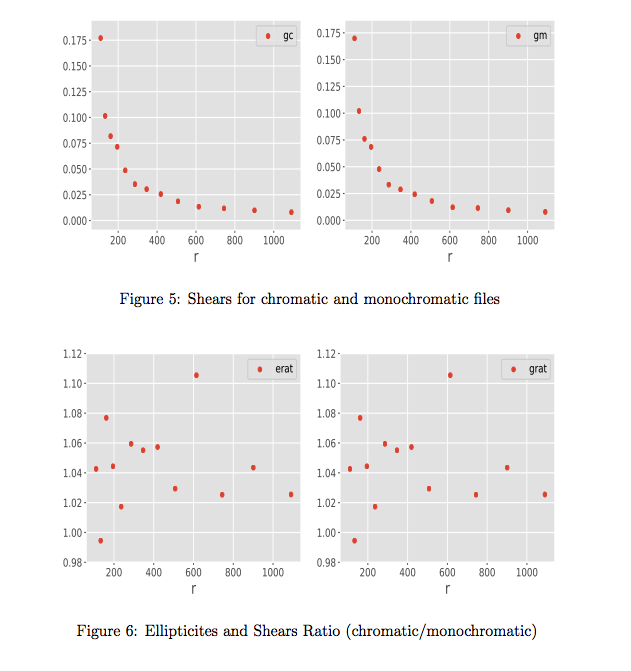 gc
0.175
0.150
0.125
0.100
0.075
0.050
0.025
0.000
200 400 600 800 1000
r
gm
0.175
0.150
0.125
0.100
0.075
0.050
0.025
0.000
200 400 600 800 1000
r
Figure 5: Shears for chromatic and monochromatic files
erat
1.12
1.10
1.08
1.06
1.04
1.02
1.00
0.98
200 400 600 800 1000
r
grat
1.12
1.10
1.08
1.06
1.04
1.02
1.00
0.98
200 400 600 800 1000
r
Figure 6: Ellipticites and Shears Ratio (chromatic/monochromatic)